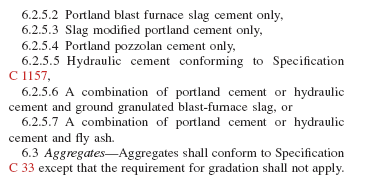 6.2.5.2 Portland blast furnace slag cement only,
6.2.5.3 Slag modified portland cement only,
6.2.5.4 Portland pozzolan cement only,
6.2.5.5 Hydraulic cement conforming to Specification
C 1157,
6.2.5.6 A combination of portland cement or hydraulic
cement and ground granulated blast-furnace slag, or
6.2.5.7 A combination of portland cement or hydraulic
cement and fly ash.
6.3 Aggregates—Aggregates shall conform to Specification
C 33 except that the requirement for gradation shall not apply.